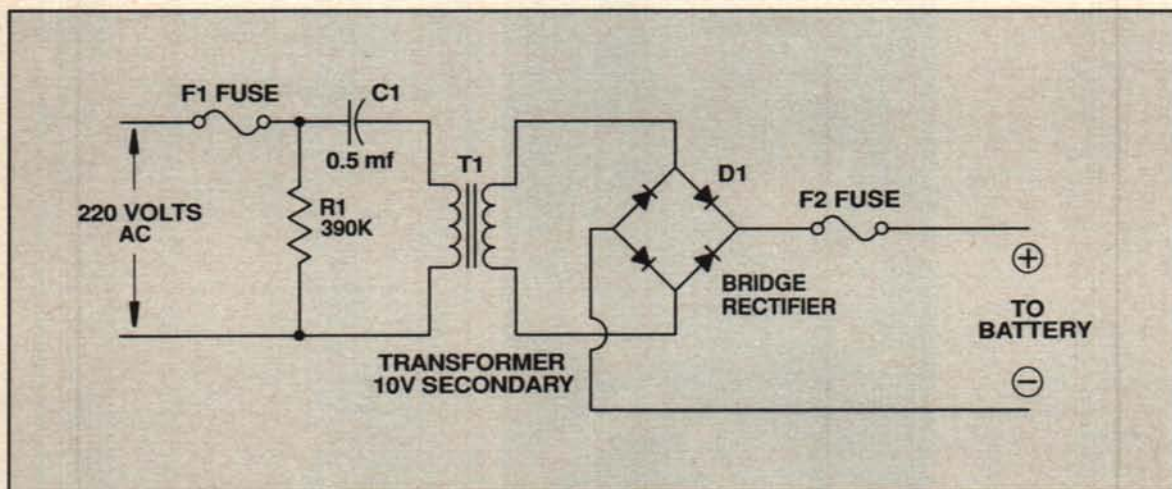 F1 FUSE
C1
0.5 mf
T1
D1
F2 FUSE
220 VOLTS
AC
R1
390K
BRIDGE
RECTIFIER
+
TO
BATTERY
−
TRANSFORMER
10V SECONDARY